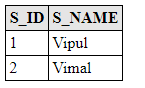 S_ID S_NAME
1 Vipul
2 Vimal